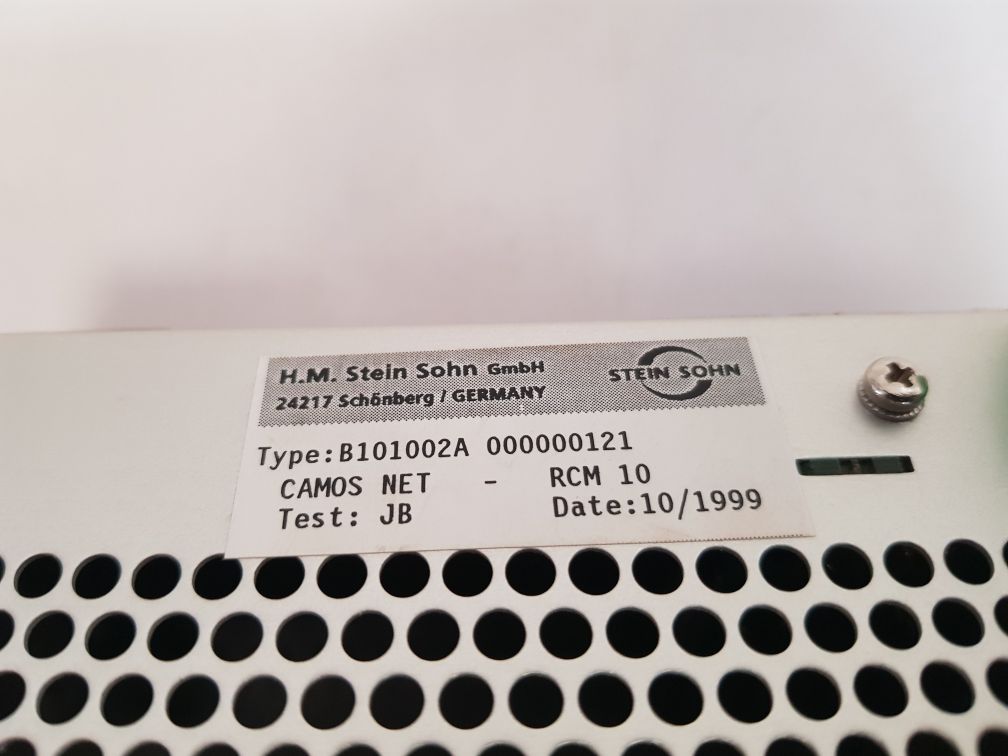 H.M. Stein Sohn GmbH
24217 Schönberg / GERMANY
STEIN SOHN
Type:B101002A 000000121
CAMOS NET - RCM 10
Test: JB Date:10/1999